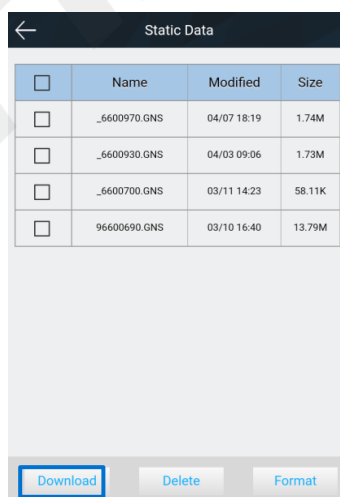 Static Data
Name Modified Size
_6600970.GNS 04/07 18:19 1.74M
_6600930.GNS 04/03 09:06 1.73M
_6600700.GNS 03/11 14:23 58.11K
96600690.GNS 03/10 16:40 13.79M
Download Delete Format